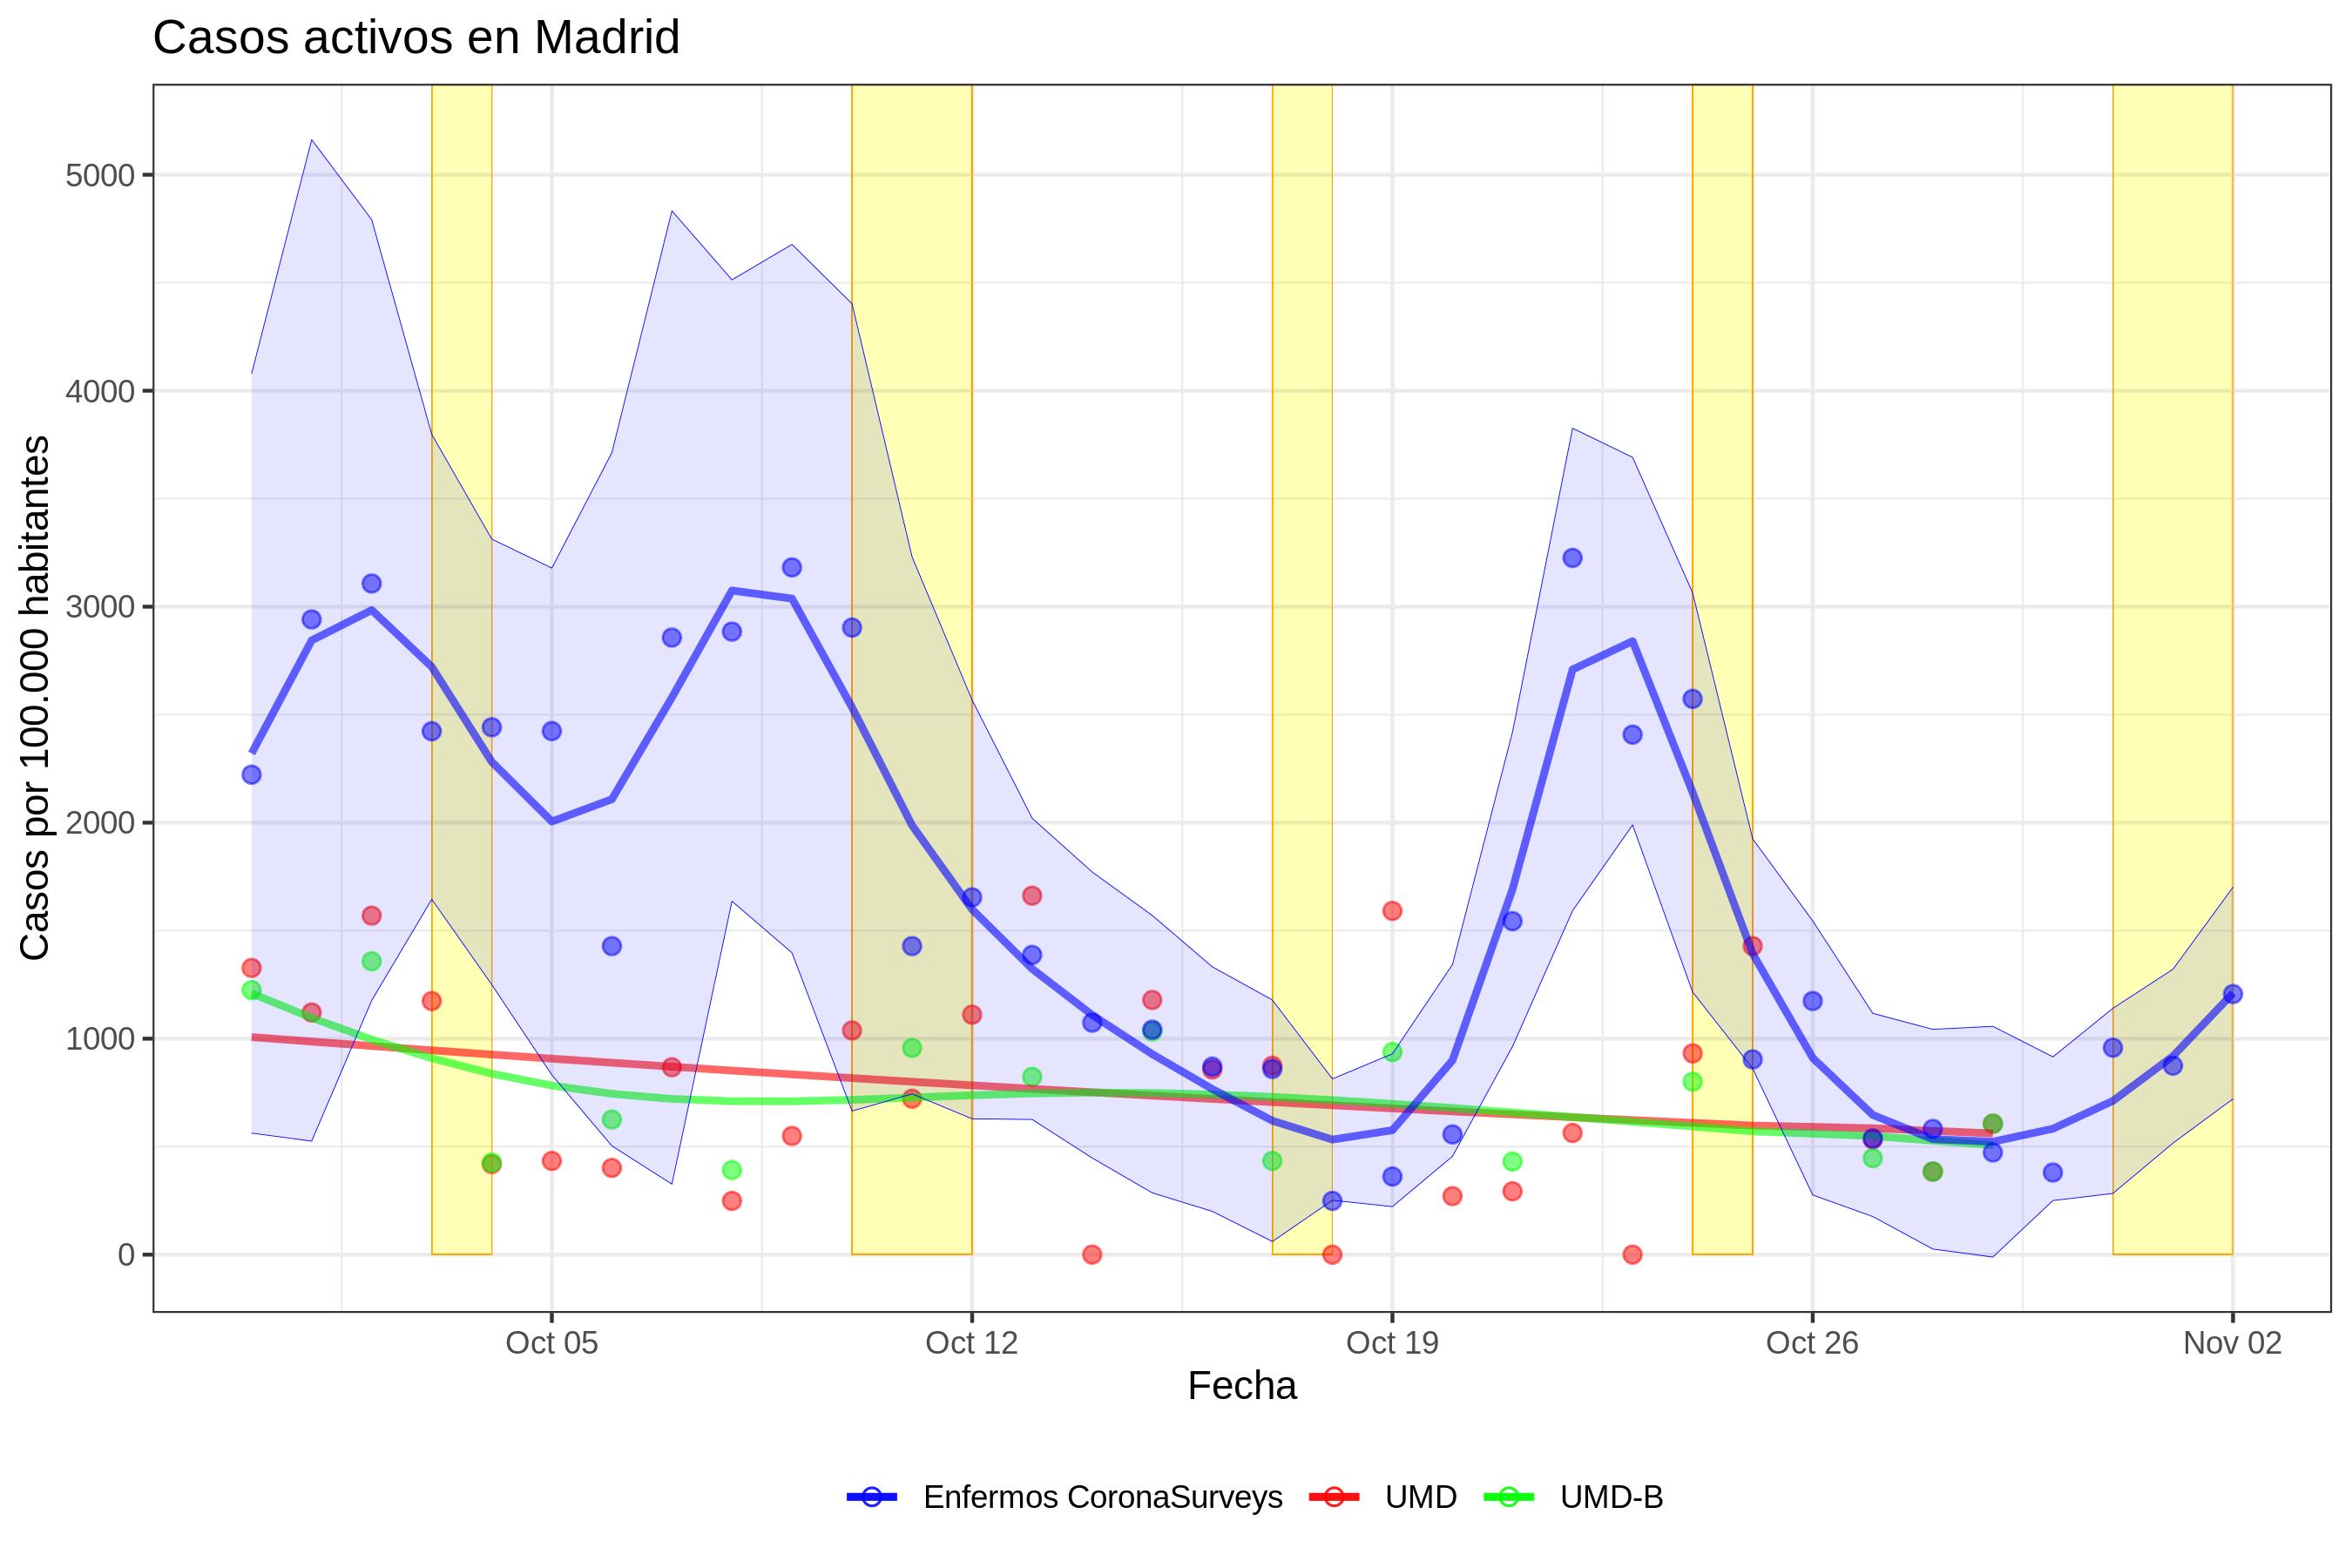 Casos activos en Madrid
Casos por 100.000 habitantes
5000
4000
3000
2000
1000
0
Oct 05
Oct 12
Oct 19
Oct 26
Nov 02
Fecha
Enfermos CoronaSurveys
UMD
UMD-B